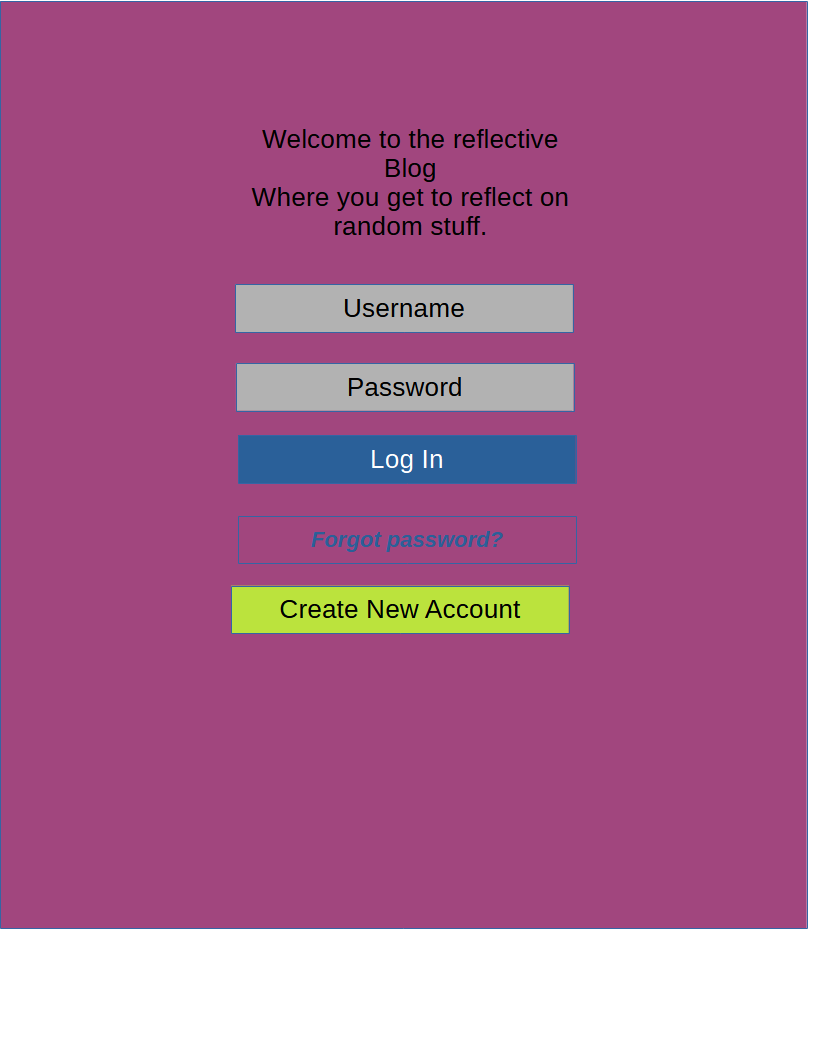 Welcome to the reflective
Blog
Where you get to reflect on
random stuff.
Username
Password
Log In
Forgot password?
Create New Account